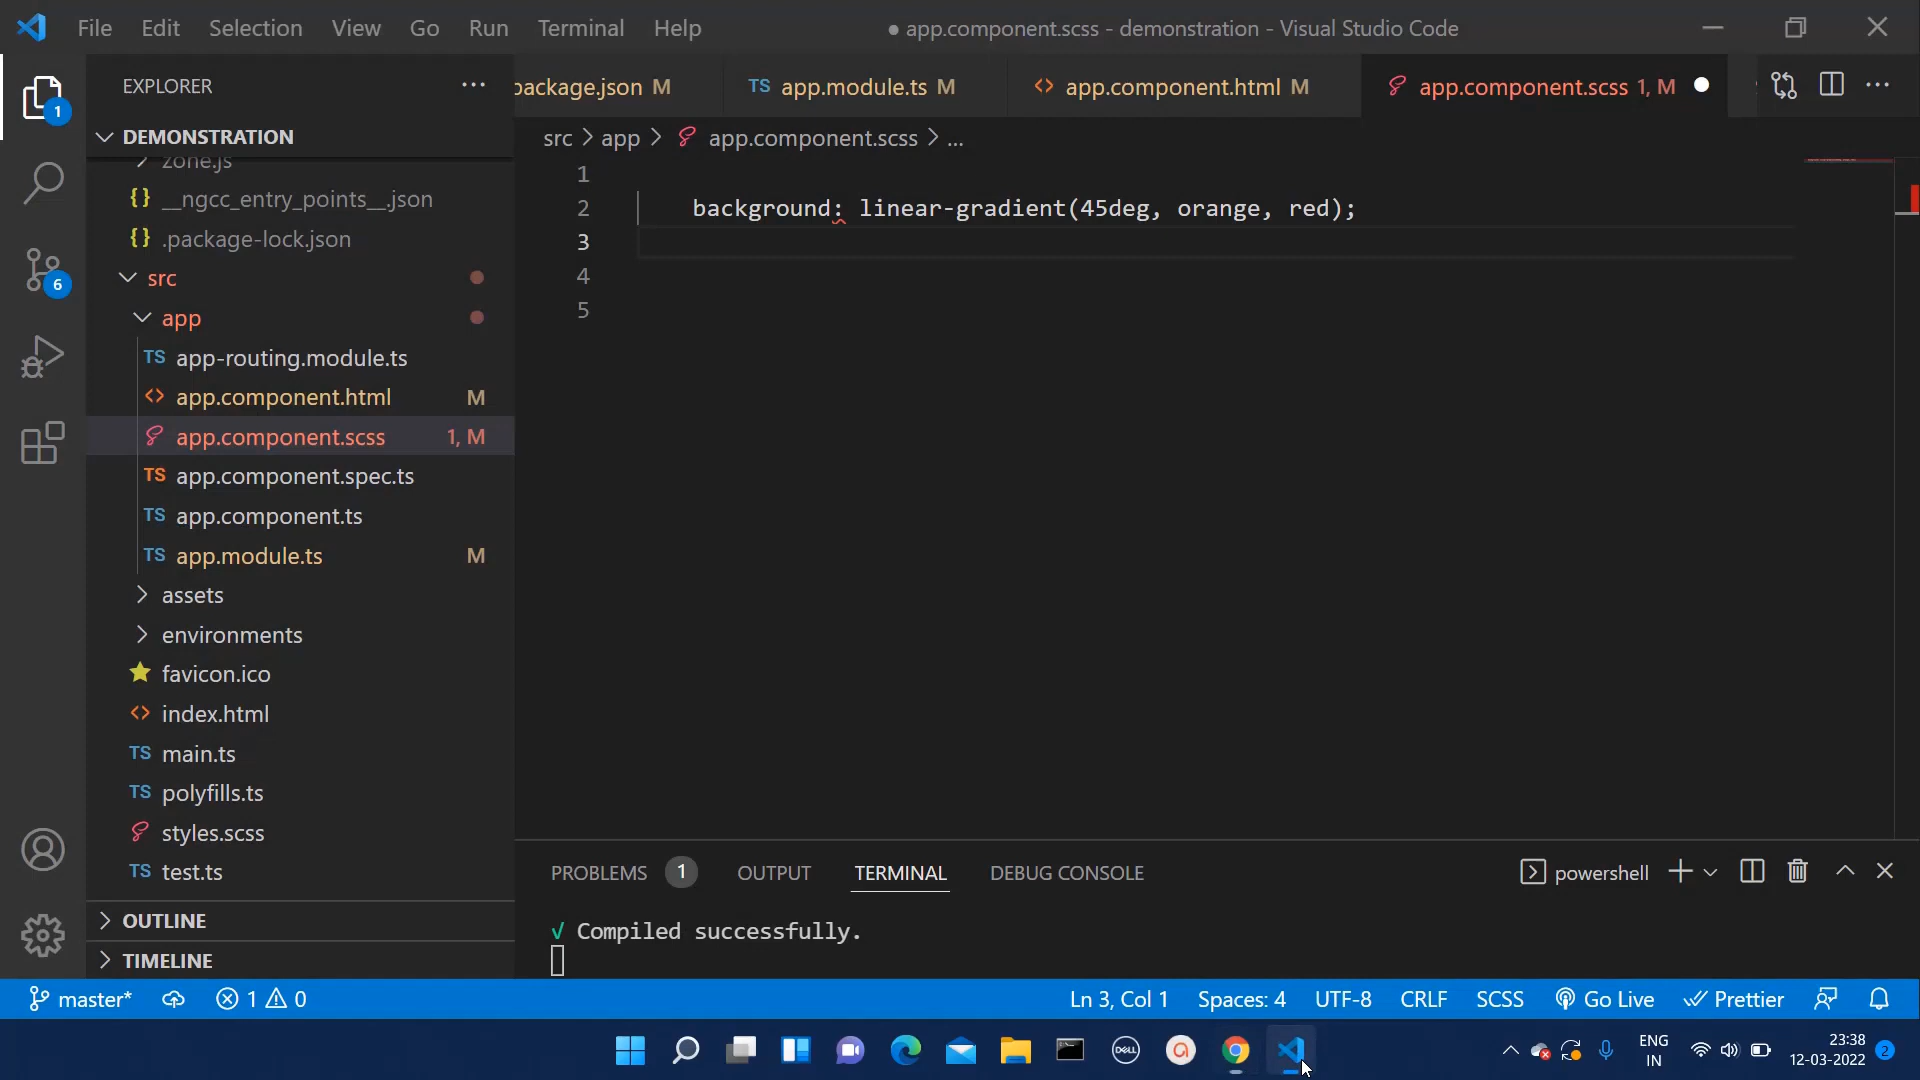 File Edit Selection View Go Run Terminal Help ● app.component.scss - demonstration - Visual Studio Code
EXPLORER
package.json M TS app.module.ts M <> app.component.html M app.component.scss 1, M
DEMONSTRATION
src > app > app.component.scss > ...
zone.js
{} __ngcc_entry_points__.json
{} .package-lock.json
src
app
TS app-routing.module.ts
<> app.component.html M
app.component.scss 1, M
TS app.component.spec.ts
TS app.component.ts
TS app.module.ts M
assets
environments
favicon.ico
<> index.html
TS main.ts
TS polyfills.ts
styles.scss
TS test.ts
OUTLINE
TIMELINE
1
2 background: linear-gradient(45deg, orange, red);
3
4
5
PROBLEMS 1 OUTPUT TERMINAL DEBUG CONSOLE powershell
√ Compiled successfully.
1
6
master* 1 0 Ln 3, Col 1 Spaces: 4 UTF-8 CRLF SCSS Go Live Prettier
DELL
a
ENG
IN
23:38
12-03-2022
2